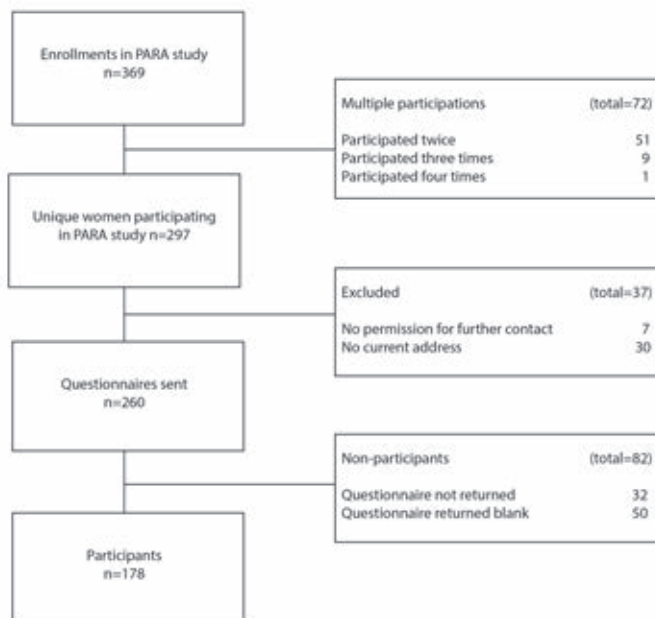 Enrollments in PARA study
n=369
Multiple participations (total=72)
Participated twice 51
Participated three times 9
Participated four times 1
Unique women participating
in PARA study n=297
Excluded (total=37)
No permission for further contact 7
No current address 30
Questionnaires sent
n=260
Non-participants (total=82)
Questionnaire not returned 32
Questionnaire returned blank 50
Participants
n=178